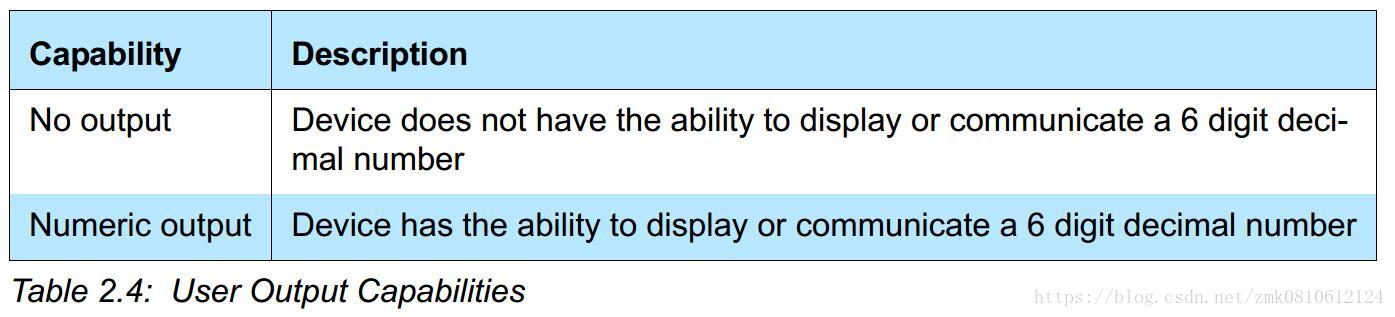 Capability Description
No output Device does not have the ability to display or communicate a 6 digit deci-
mal number
Numeric output Device has the ability to display or communicate a 6 digit decimal number
Table 2.4: User Output Capabilities
https://blog.csdn.net/zmk0810612124